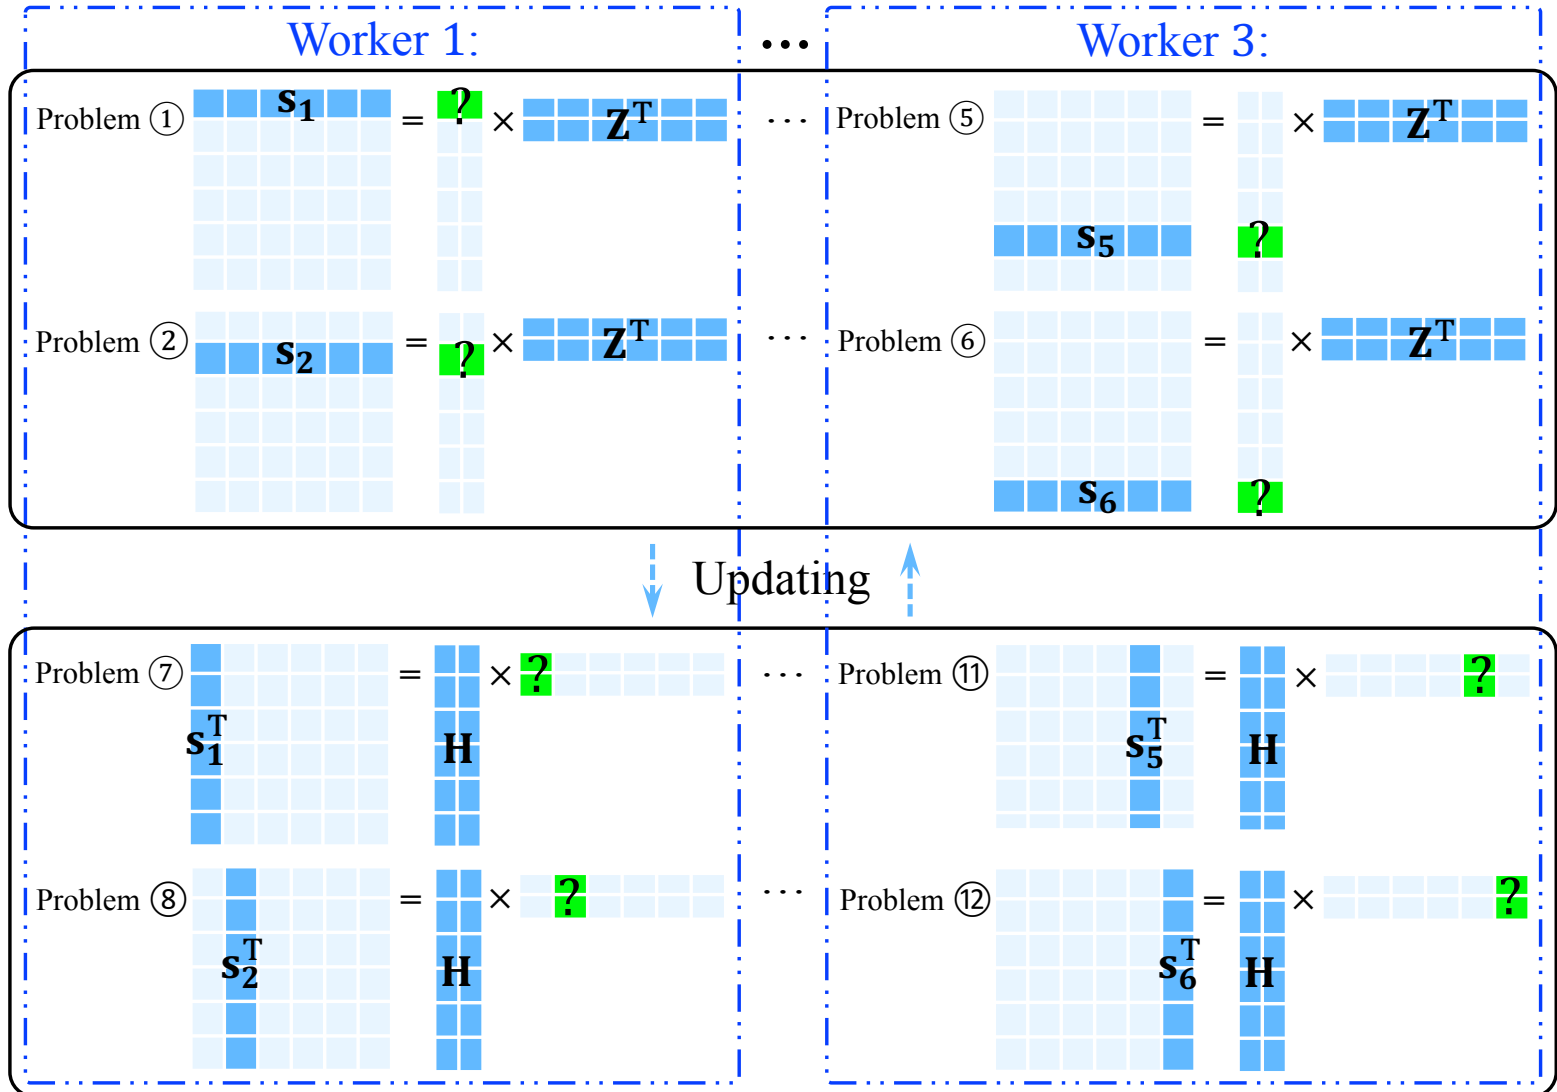 Worker 1: ••• Worker 3:
Problem ① s₁ = ? × Zᵀ ··· Problem ⑤ = × Zᵀ
s₅ ?
Problem ② s₂ = ? × Zᵀ ··· Problem ⑥ = × Zᵀ
s₆ ?
Updating
Problem ⑦ = × ? ··· Problem ⑪ = × ?
s₁ᵀ H s₅ᵀ H
Problem ⑧ = × ? ··· Problem ⑫ = × ?
s₂ᵀ H s₆ᵀ H